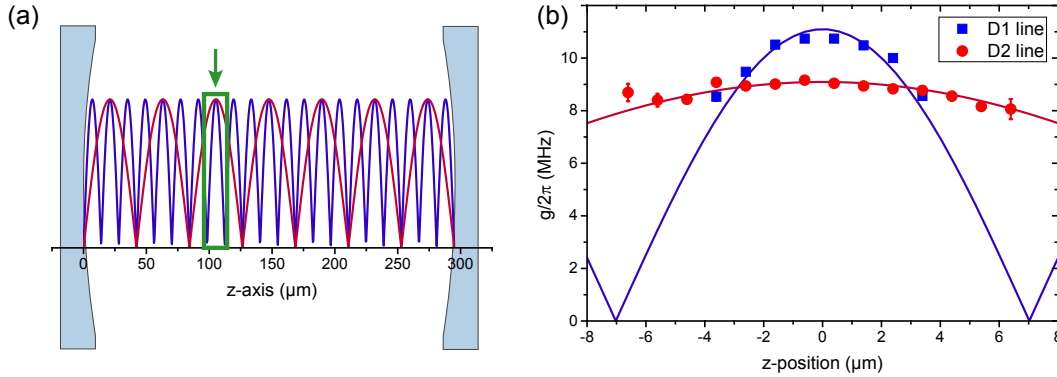 (a)
0 50 100 150 200 250 300
z-axis (μm)
(b)
D1 line
D2 line
g/2π (MHz)
10
8
6
4
2
0
-8 -6 -4 -2 0 2 4 6 8
z-position (μm)